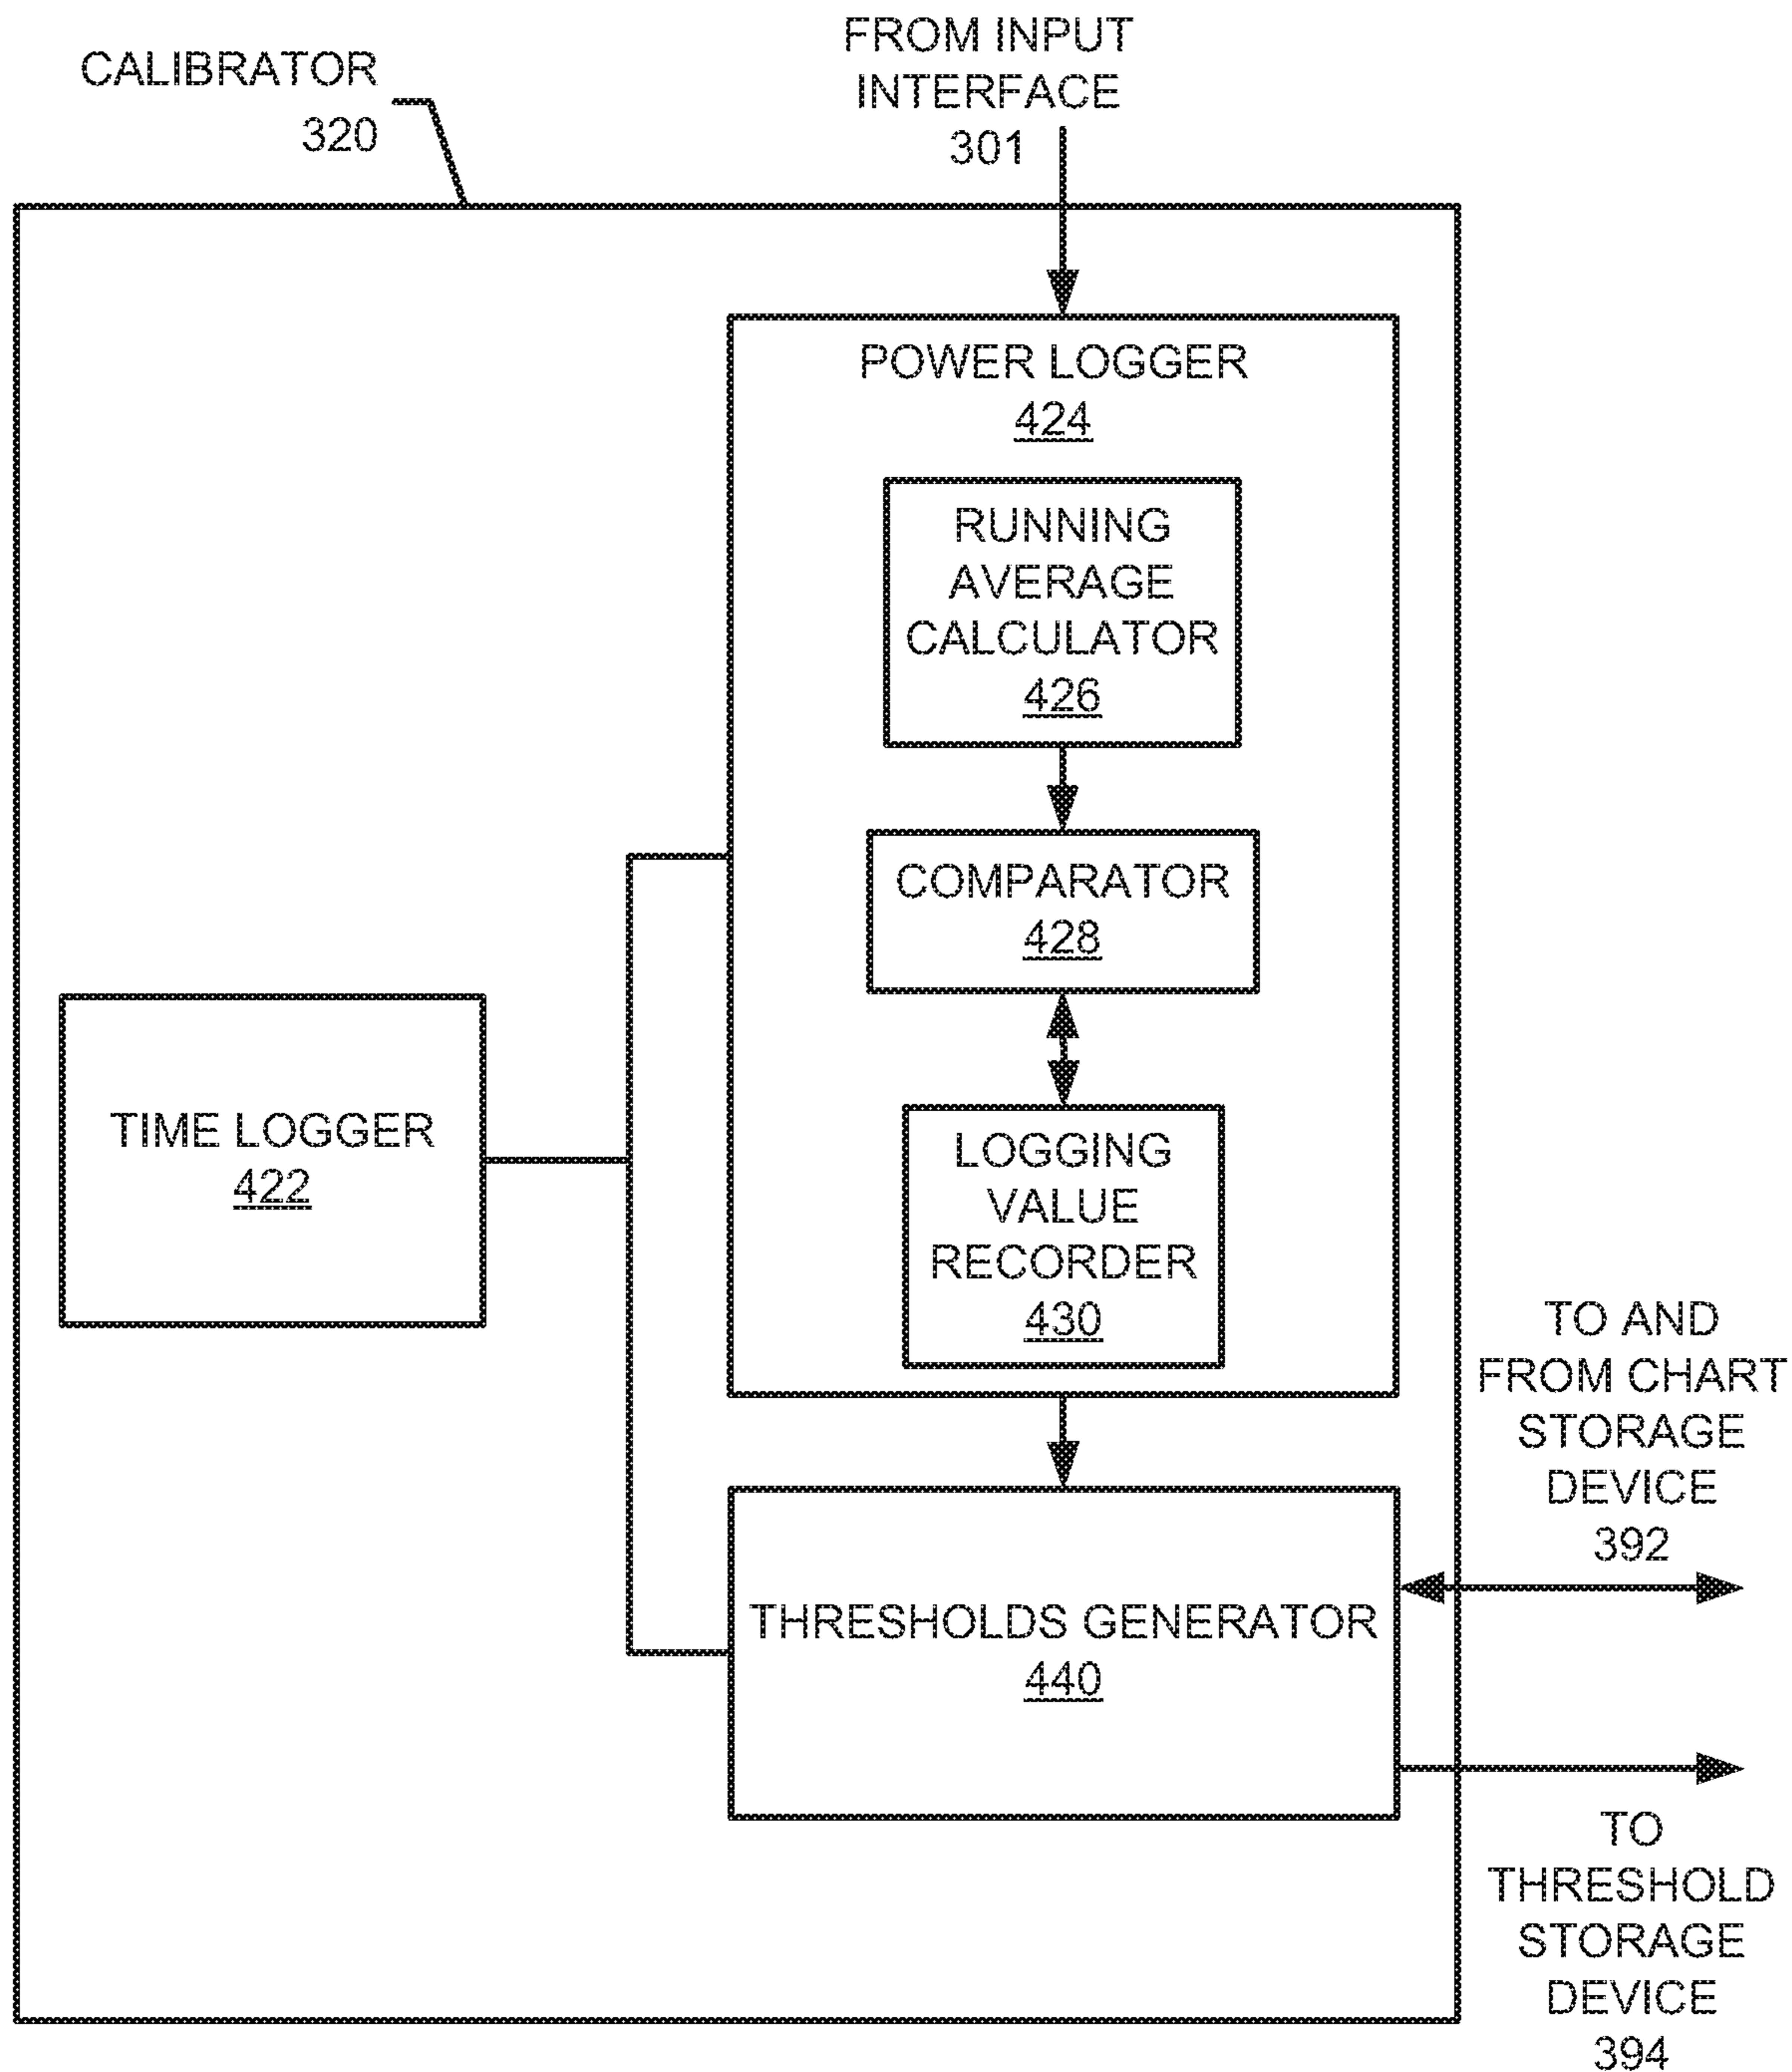 CALIBRATOR
320
FROM INPUT
INTERFACE
301
POWER LOGGER
424
RUNNING
AVERAGE
CALCULATOR
426
COMPARATOR
428
LOGGING
VALUE
RECORDER
430
TIME LOGGER
422
THRESHOLDS GENERATOR
440
TO AND
FROM CHART
STORAGE
DEVICE
392
TO
THRESHOLD
STORAGE
DEVICE
394